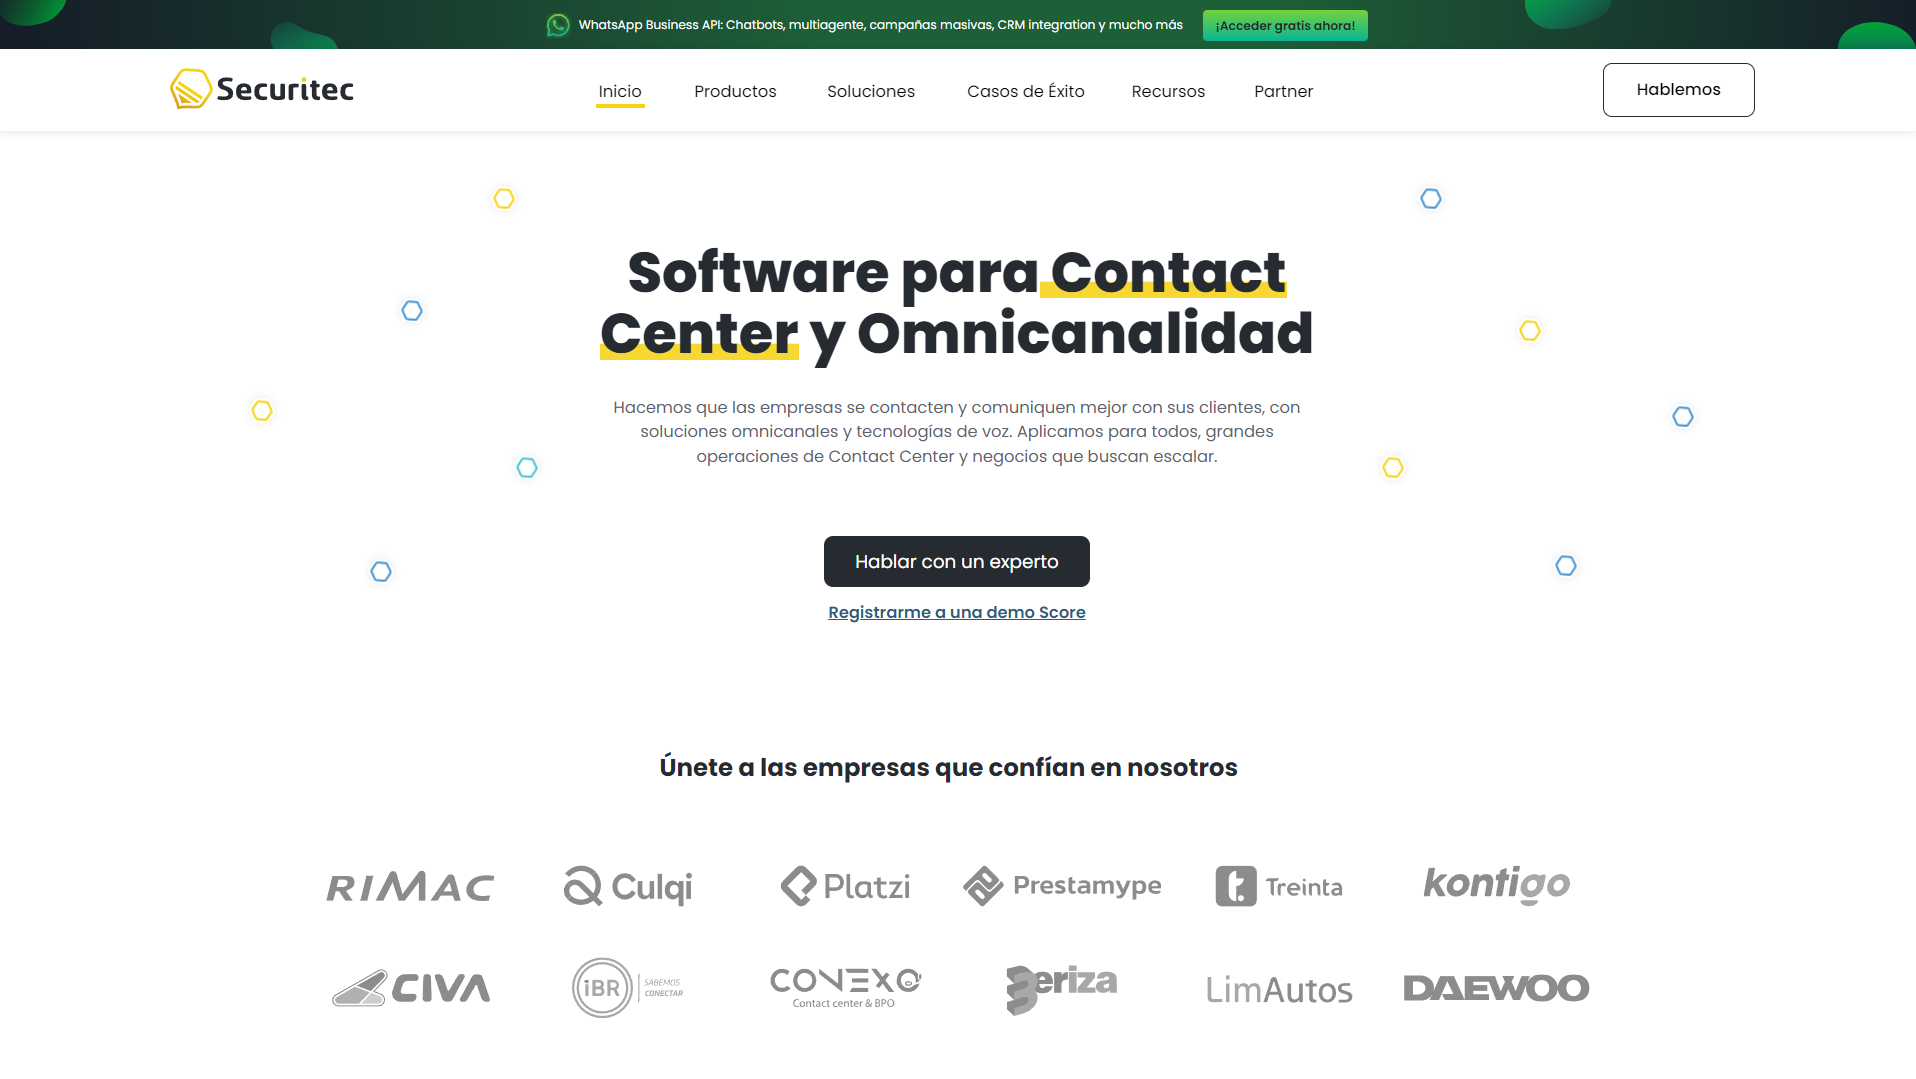 WhatsApp Business API: Chatbots, multiagente, campañas masivas, CRM integration y mucho más
¡Acceder gratis ahora!
Securitec
Inicio
Productos
Soluciones
Casos de Éxito
Recursos
Partner
Hablemos
Software para Contact
Center y Omnicanalidad
Hacemos que las empresas se contacten y comuniquen mejor con sus clientes, con
soluciones omnicanales y tecnologías de voz. Aplicamos para todos, grandes
operaciones de Contact Center y negocios que buscan escalar.
Hablar con un experto
Registrarme a una demo Score
Únete a las empresas que confían en nosotros
RIMAC
Culqi
Platzi
Prestamype
t. Treinta
kontigo
CIVA
iBR
SABEMOS
CONECTAR
CONEXO
Contact center & BPO
Beriza
LimAutos
DAEWOO